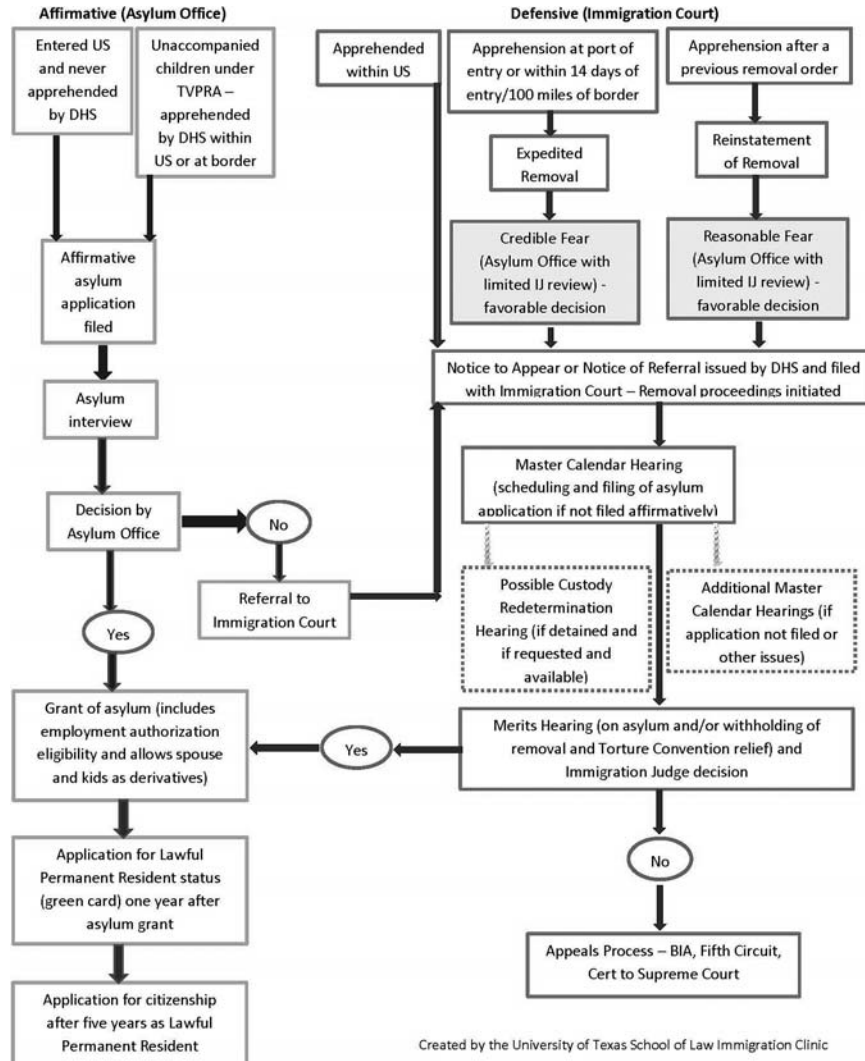 Affirmative (Asylum Office)
Defensive (Immigration Court)
Entered US
and never
apprehended
by DHS
Unaccompanied
children under
TVPRA –
apprehended
by DHS within
US or at border
Apprehended
within US
Apprehension at port of
entry or within 14 days of
entry/100 miles of border
Apprehension after a
previous removal order
Expedited
Removal
Reinstatement
of Removal
Affirmative
asylum
application
filed
Credible Fear
(Asylum Office with
limited IJ review) -
favorable decision
Reasonable Fear
(Asylum Office with
limited IJ review) -
favorable decision
Asylum
interview
Notice to Appear or Notice of Referral issued by DHS and filed
with Immigration Court – Removal proceedings initiated
Decision by
Asylum Office
No
Master Calendar Hearing
(scheduling and filing of asylum
application if not filed affirmatively)
Referral to
Immigration Court
Possible Custody
Redetermination
Hearing (if detained and
if requested and
available)
Additional Master
Calendar Hearings (if
application not filed or
other issues)
Yes
Grant of asylum (includes
employment authorization
eligibility and allows spouse
and kids as derivatives)
Yes
Merits Hearing (on asylum and/or withholding of
removal and Torture Convention relief) and
Immigration Judge decision
Application for Lawful
Permanent Resident status
(green card) one year after
asylum grant
No
Appeals Process – BIA, Fifth Circuit,
Cert to Supreme Court
Application for citizenship
after five years as Lawful
Permanent Resident
Created by the University of Texas School of Law Immigration Clinic